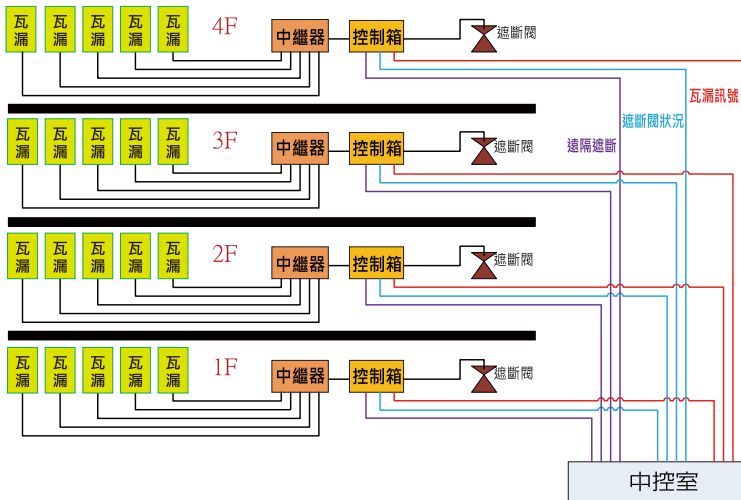 瓦漏 瓦漏 瓦漏 瓦漏 瓦漏 4F 中繼器 控制箱 遮斷閥
瓦漏訊號
遮斷閥狀況
遠隔遮斷
瓦漏 瓦漏 瓦漏 瓦漏 瓦漏 3F 中繼器 控制箱 遮斷閥
瓦漏 瓦漏 瓦漏 瓦漏 瓦漏 2F 中繼器 控制箱 遮斷閥
瓦漏 瓦漏 瓦漏 瓦漏 瓦漏 1F 中繼器 控制箱 遮斷閥
中控室